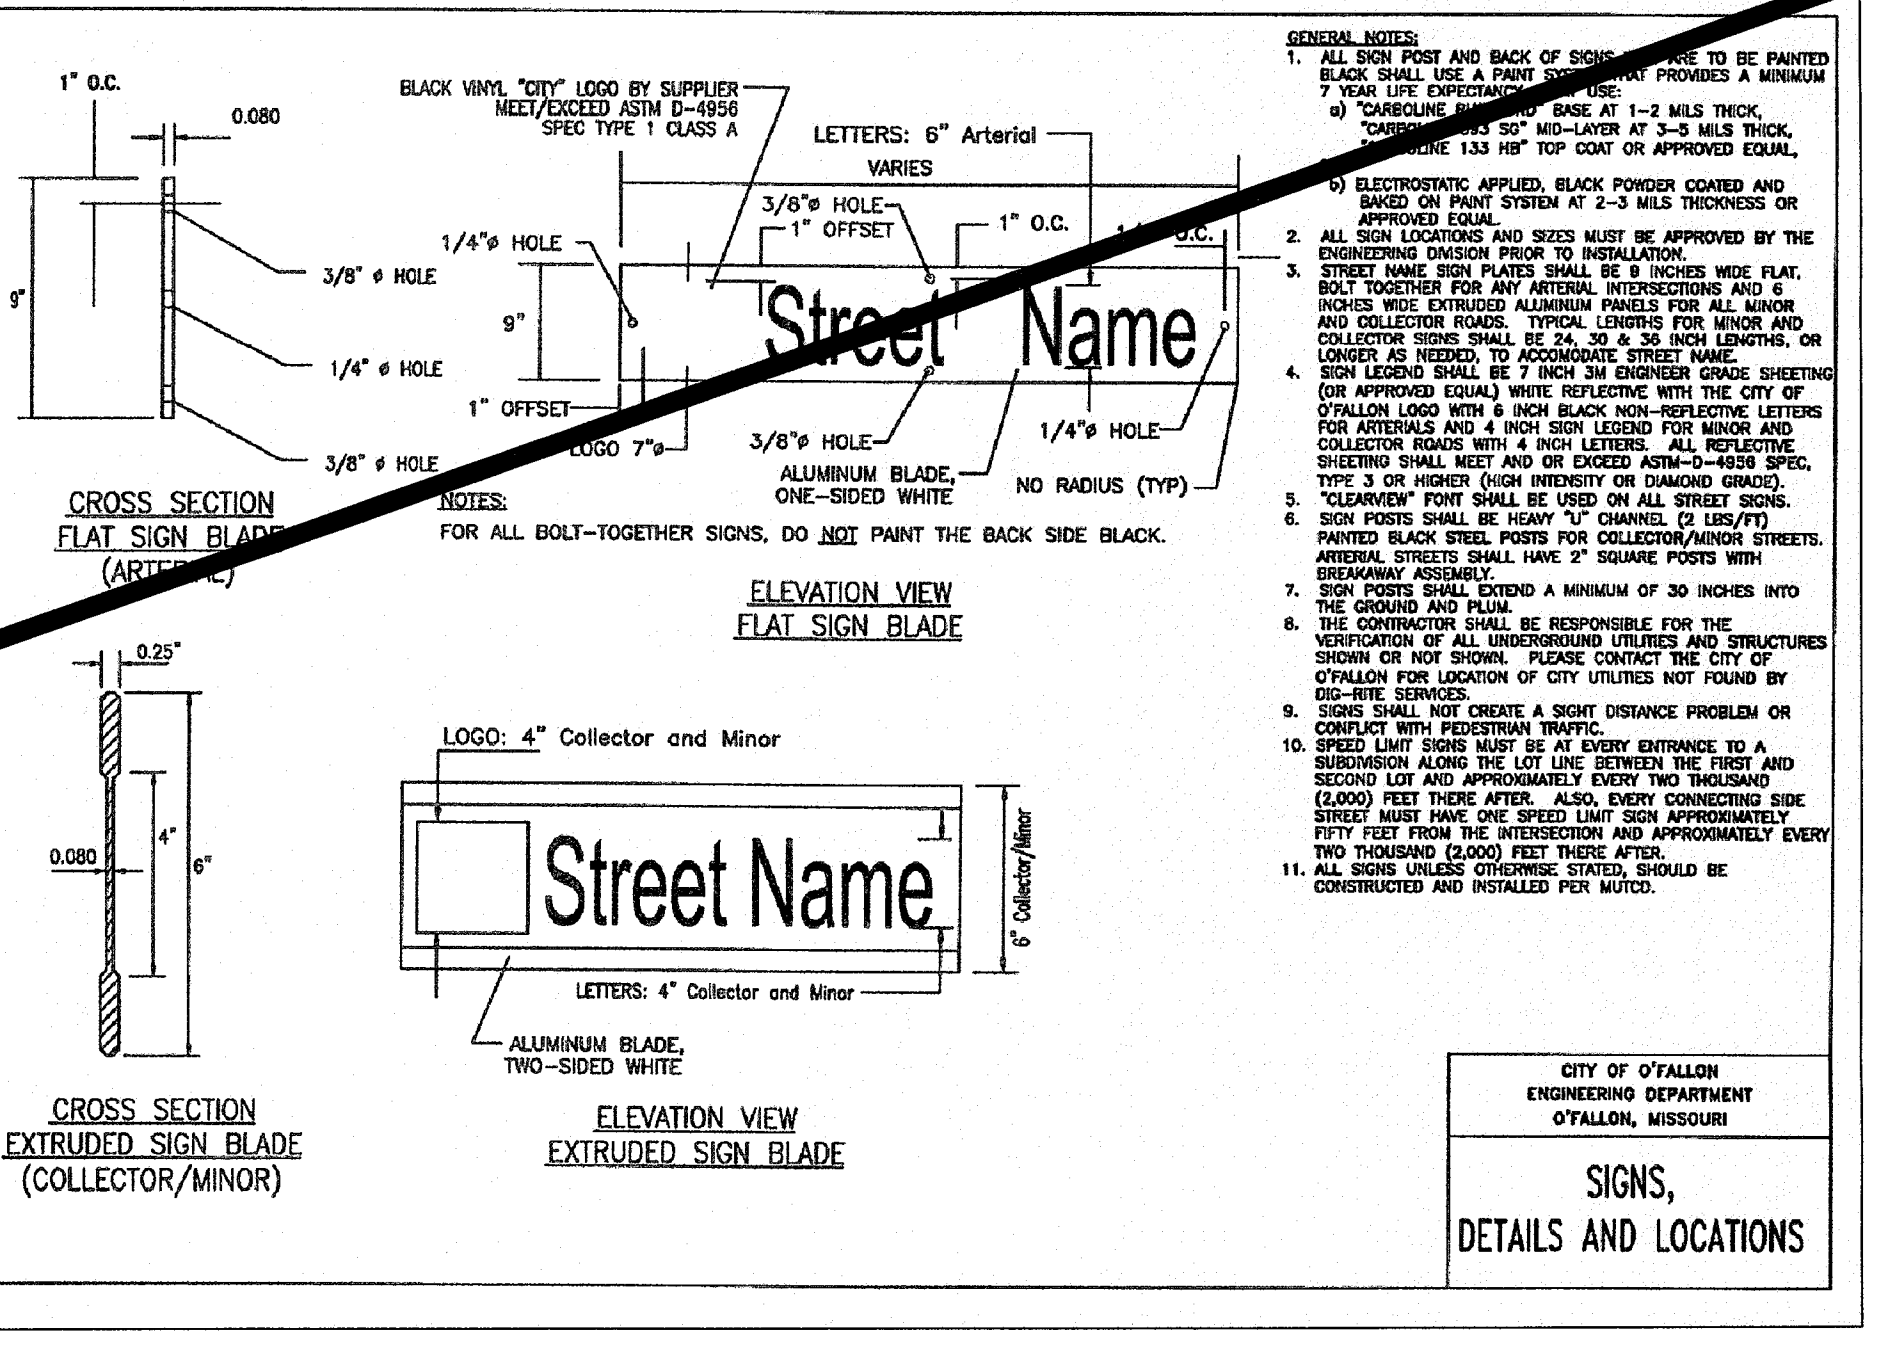 1" O.C.
0.080
9"
3/8" ø HOLE
1/4" ø HOLE
3/8" ø HOLE
CROSS SECTION
FLAT SIGN BLADE
(ARTERIAL)
BLACK VINYL "CITY" LOGO BY SUPPLIER
MEET/EXCEED ASTM D-4956
SPEC TYPE 1 CLASS A
LETTERS: 6" Arterial
VARIES
3/8"ø HOLE
1" OFFSET
1" O.C.
O.C.
1/4"ø HOLE
9"
Street Name
1" OFFSET
LOGO 7"ø
3/8"ø HOLE
1/4"ø HOLE
ALUMINUM BLADE,
ONE-SIDED WHITE
NO RADIUS (TYP)
NOTES:
FOR ALL BOLT-TOGETHER SIGNS, DO NOT PAINT THE BACK SIDE BLACK.
ELEVATION VIEW
FLAT SIGN BLADE
0.25"
4"
6"
0.080
CROSS SECTION
EXTRUDED SIGN BLADE
(COLLECTOR/MINOR)
LOGO: 4" Collector and Minor
Street Name
6" Collector/Minor
LETTERS: 4" Collector and Minor
ALUMINUM BLADE,
TWO-SIDED WHITE
ELEVATION VIEW
EXTRUDED SIGN BLADE
GENERAL NOTES:
1. ALL SIGN POST AND BACK OF SIGNS ARE TO BE PAINTED
BLACK SHALL USE A PAINT THAT PROVIDES A MINIMUM
7 YEAR LIFE EXPECTANCY USE:
a) "CARBOLINE BASE AT 1-2 MILS THICK,
SG" MID-LAYER AT 3-5 MILS THICK,
133 HB" TOP COAT OR APPROVED EQUAL,
b) ELECTROSTATIC APPLIED, BLACK POWDER COATED AND
BAKED ON PAINT SYSTEM AT 2-3 MILS THICKNESS OR
APPROVED EQUAL.
2. ALL SIGN LOCATIONS AND SIZES MUST BE APPROVED BY THE
ENGINEERING DIVISION PRIOR TO INSTALLATION.
3. STREET NAME SIGN PLATES SHALL BE 9 INCHES WIDE FLAT,
BOLT TOGETHER FOR ANY ARTERIAL INTERSECTIONS AND 6
INCHES WIDE EXTRUDED ALUMINUM PANELS FOR ALL MINOR
AND COLLECTOR ROADS. TYPICAL LENGTHS FOR MINOR AND
COLLECTOR SIGNS SHALL BE 24, 30 & 36 INCH LENGTHS, OR
LONGER AS NEEDED, TO ACCOMODATE STREET NAME.
4. SIGN LEGEND SHALL BE 7 INCH 3M ENGINEER GRADE SHEETING
(OR APPROVED EQUAL) WHITE REFLECTIVE WITH THE CITY OF
O'FALLON LOGO WITH 6 INCH BLACK NON-REFLECTIVE LETTERS
FOR ARTERIALS AND 4 INCH SIGN LEGEND FOR MINOR AND
COLLECTOR ROADS WITH 4 INCH LETTERS. ALL REFLECTIVE
SHEETING SHALL MEET AND OR EXCEED ASTM-D-4956 SPEC,
TYPE 3 OR HIGHER (HIGH INTENSITY OR DIAMOND GRADE).
5. "CLEARVIEW" FONT SHALL BE USED ON ALL STREET SIGNS.
6. SIGN POSTS SHALL BE HEAVY "U" CHANNEL (2 LBS/FT)
PAINTED BLACK STEEL POSTS FOR COLLECTOR/MINOR STREETS.
ARTERIAL STREETS SHALL HAVE 2" SQUARE POSTS WITH
BREAKAWAY ASSEMBLY.
7. SIGN POSTS SHALL EXTEND A MINIMUM OF 30 INCHES INTO
THE GROUND AND PLUM.
8. THE CONTRACTOR SHALL BE RESPONSIBLE FOR THE
VERIFICATION OF ALL UNDERGROUND UTILITIES AND STRUCTURES
SHOWN OR NOT SHOWN. PLEASE CONTACT THE CITY OF
O'FALLON FOR LOCATION OF CITY UTILITIES NOT FOUND BY
DIG-RITE SERVICES.
9. SIGNS SHALL NOT CREATE A SIGHT DISTANCE PROBLEM OR
CONFLICT WITH PEDESTRIAN TRAFFIC.
10. SPEED LIMIT SIGNS MUST BE AT EVERY ENTRANCE TO A
SUBDIVISION ALONG THE LOT LINE BETWEEN THE FIRST AND
SECOND LOT AND APPROXIMATELY EVERY TWO THOUSAND
(2,000) FEET THERE AFTER. ALSO, EVERY CONNECTING SIDE
STREET MUST HAVE ONE SPEED LIMIT SIGN APPROXIMATELY
FIFTY FEET FROM THE INTERSECTION AND APPROXIMATELY EVERY
TWO THOUSAND (2,000) FEET THERE AFTER.
11. ALL SIGNS UNLESS OTHERWISE STATED, SHOULD BE
CONSTRUCTED AND INSTALLED PER MUTCD.
CITY OF O'FALLON
ENGINEERING DEPARTMENT
O'FALLON, MISSOURI
SIGNS,
DETAILS AND LOCATIONS